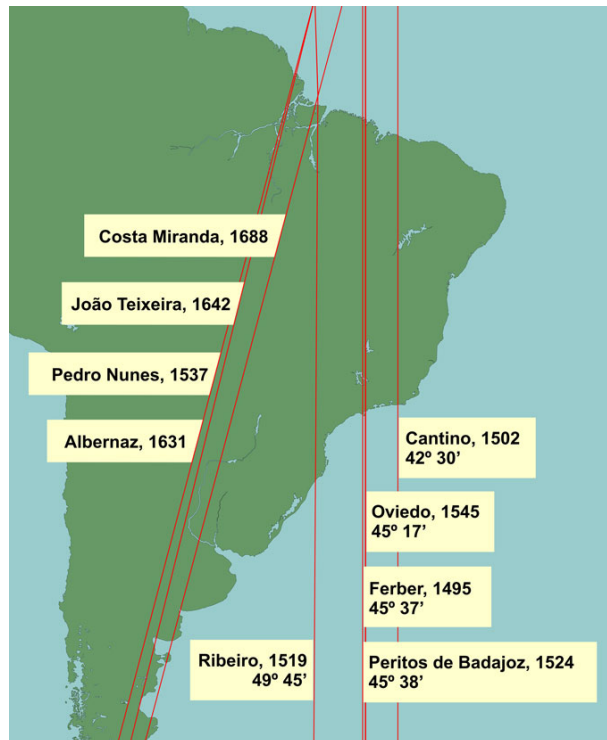 Costa Miranda, 1688
João Teixeira, 1642
Pedro Nunes, 1537
Albernaz, 1631
Cantino, 1502
42º 30’
Oviedo, 1545
45º 17’
Ferber, 1495
45º 37’
Ribeiro, 1519
49º 45’
Peritos de Badajoz, 1524
45º 38’